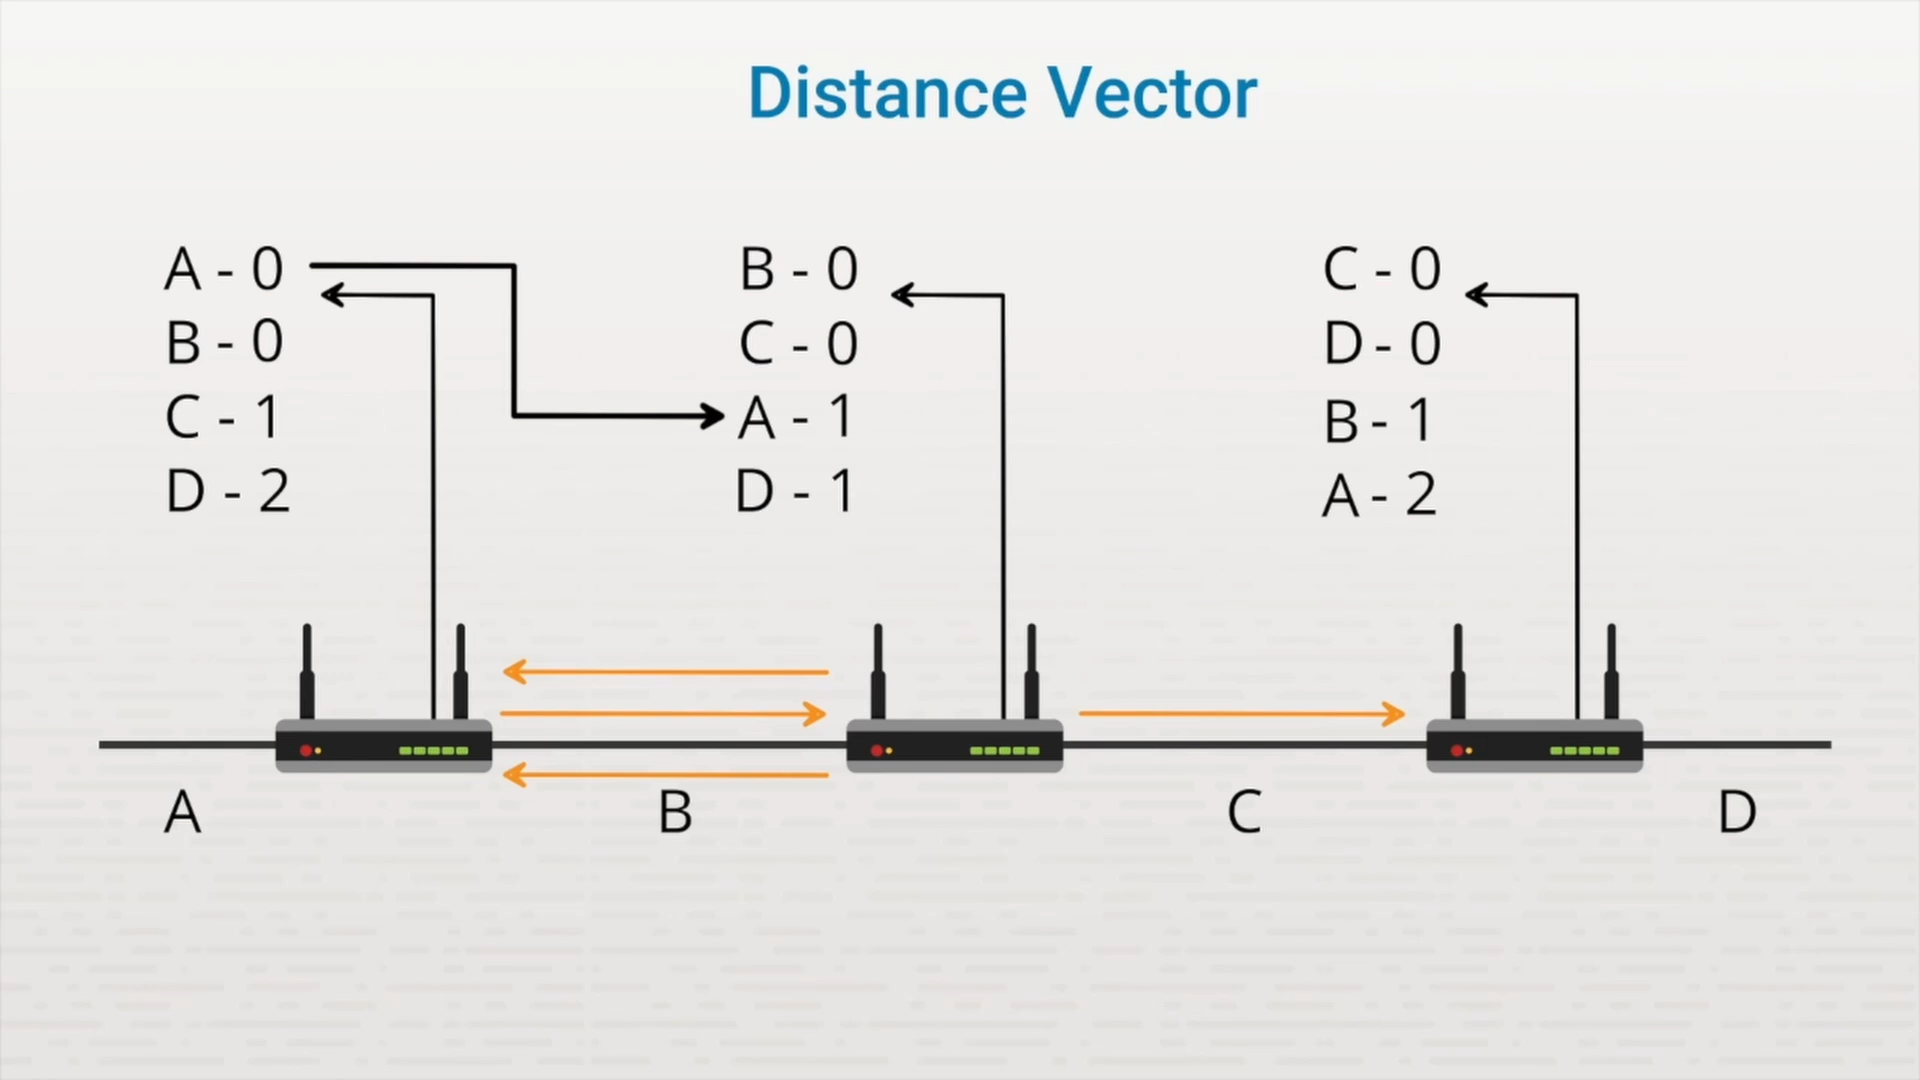 Distance Vector
A - 0
B - 0
C - 1
D - 2
B - 0
C - 0
A - 1
D - 1
C - 0
D - 0
B - 1
A - 2
A
B
C
D